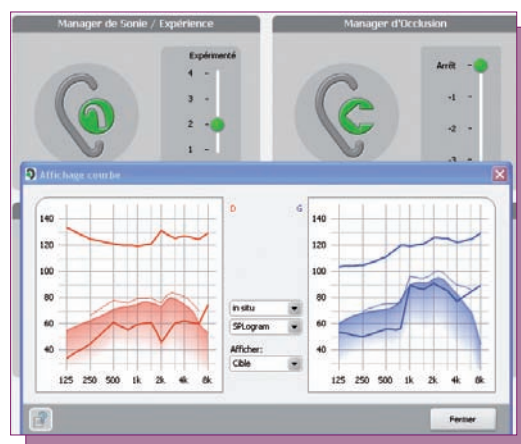 Manager de Sonie / Expérience
Expérimenté
4
3
2
1
Manager d'Occlusion
Arrêt
-1
-2
-3
Affichage courbe
D
G
140
120
100
80
60
40
125 250 500 1k 2k 4k 8k
in situ
SPLogram
Afficher:
Cible
140
120
100
80
60
40
125 250 500 1k 2k 4k 8k
Fermer